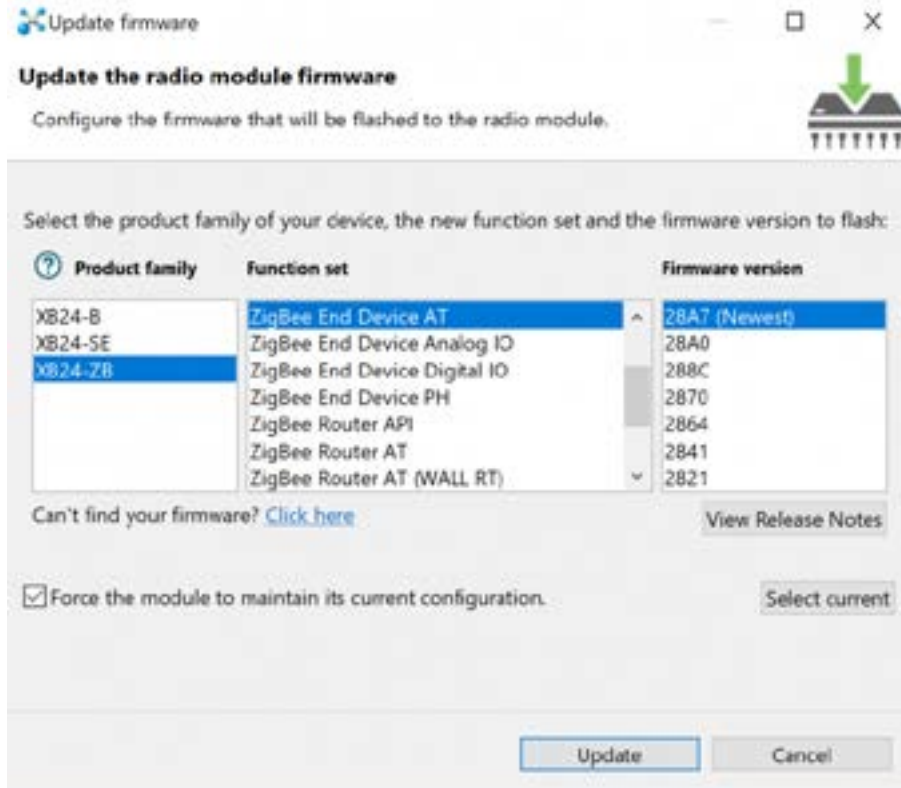 Update firmware
Update the radio module firmware
Configure the firmware that will be flashed to the radio module.
Select the product family of your device, the new function set and the firmware version to flash:
Product family
XB24-B
XB24-SE
XB24-ZB
Function set
ZigBee End Device AT
ZigBee End Device Analog IO
ZigBee End Device Digital IO
ZigBee End Device PH
ZigBee Router API
ZigBee Router AT
ZigBee Router AT (WALL RT)
Firmware version
28A7 (Newest)
28A0
288C
2870
2864
2841
2821
Can't find your firmware? Click here
View Release Notes
Force the module to maintain its current configuration.
Select current
Update
Cancel